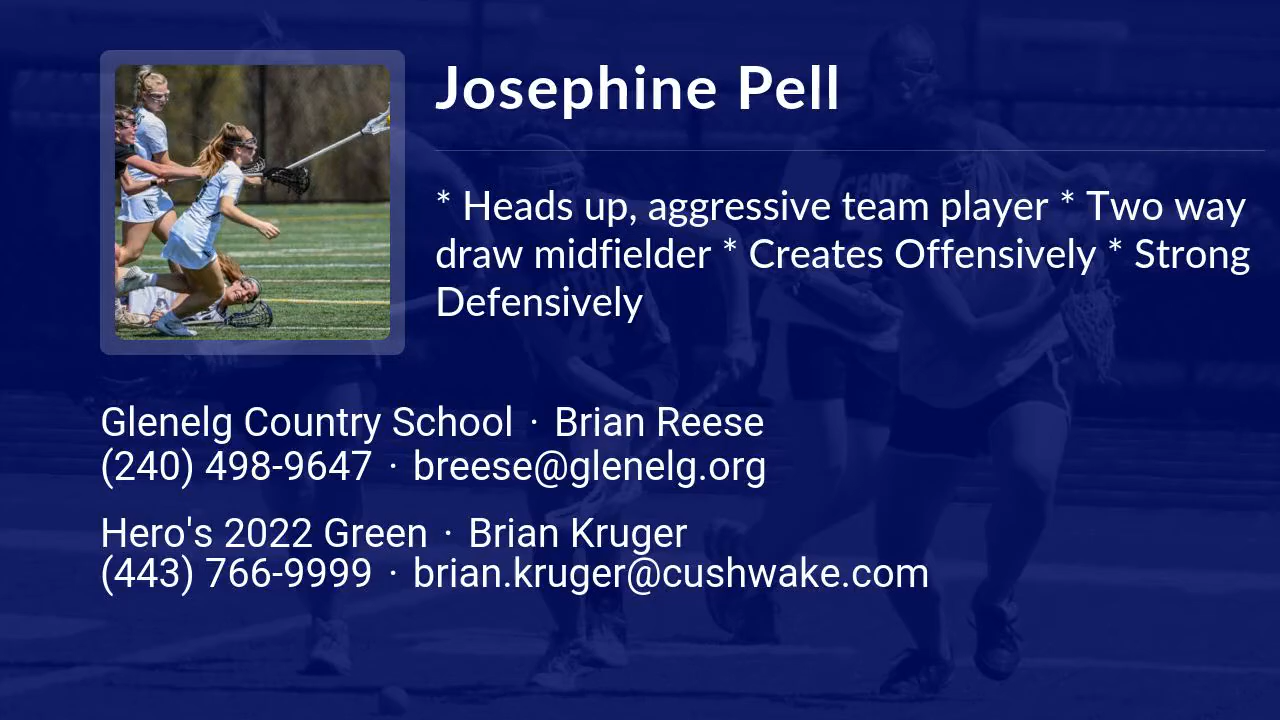 Josephine Pell
* Heads up, aggressive team player * Two way
draw midfielder * Creates Offensively * Strong
Defensively
Glenelg Country School · Brian Reese
(240) 498-9647 · breese@glenelg.org
Hero's 2022 Green · Brian Kruger
(443) 766-9999 · brian.kruger@cushwake.com